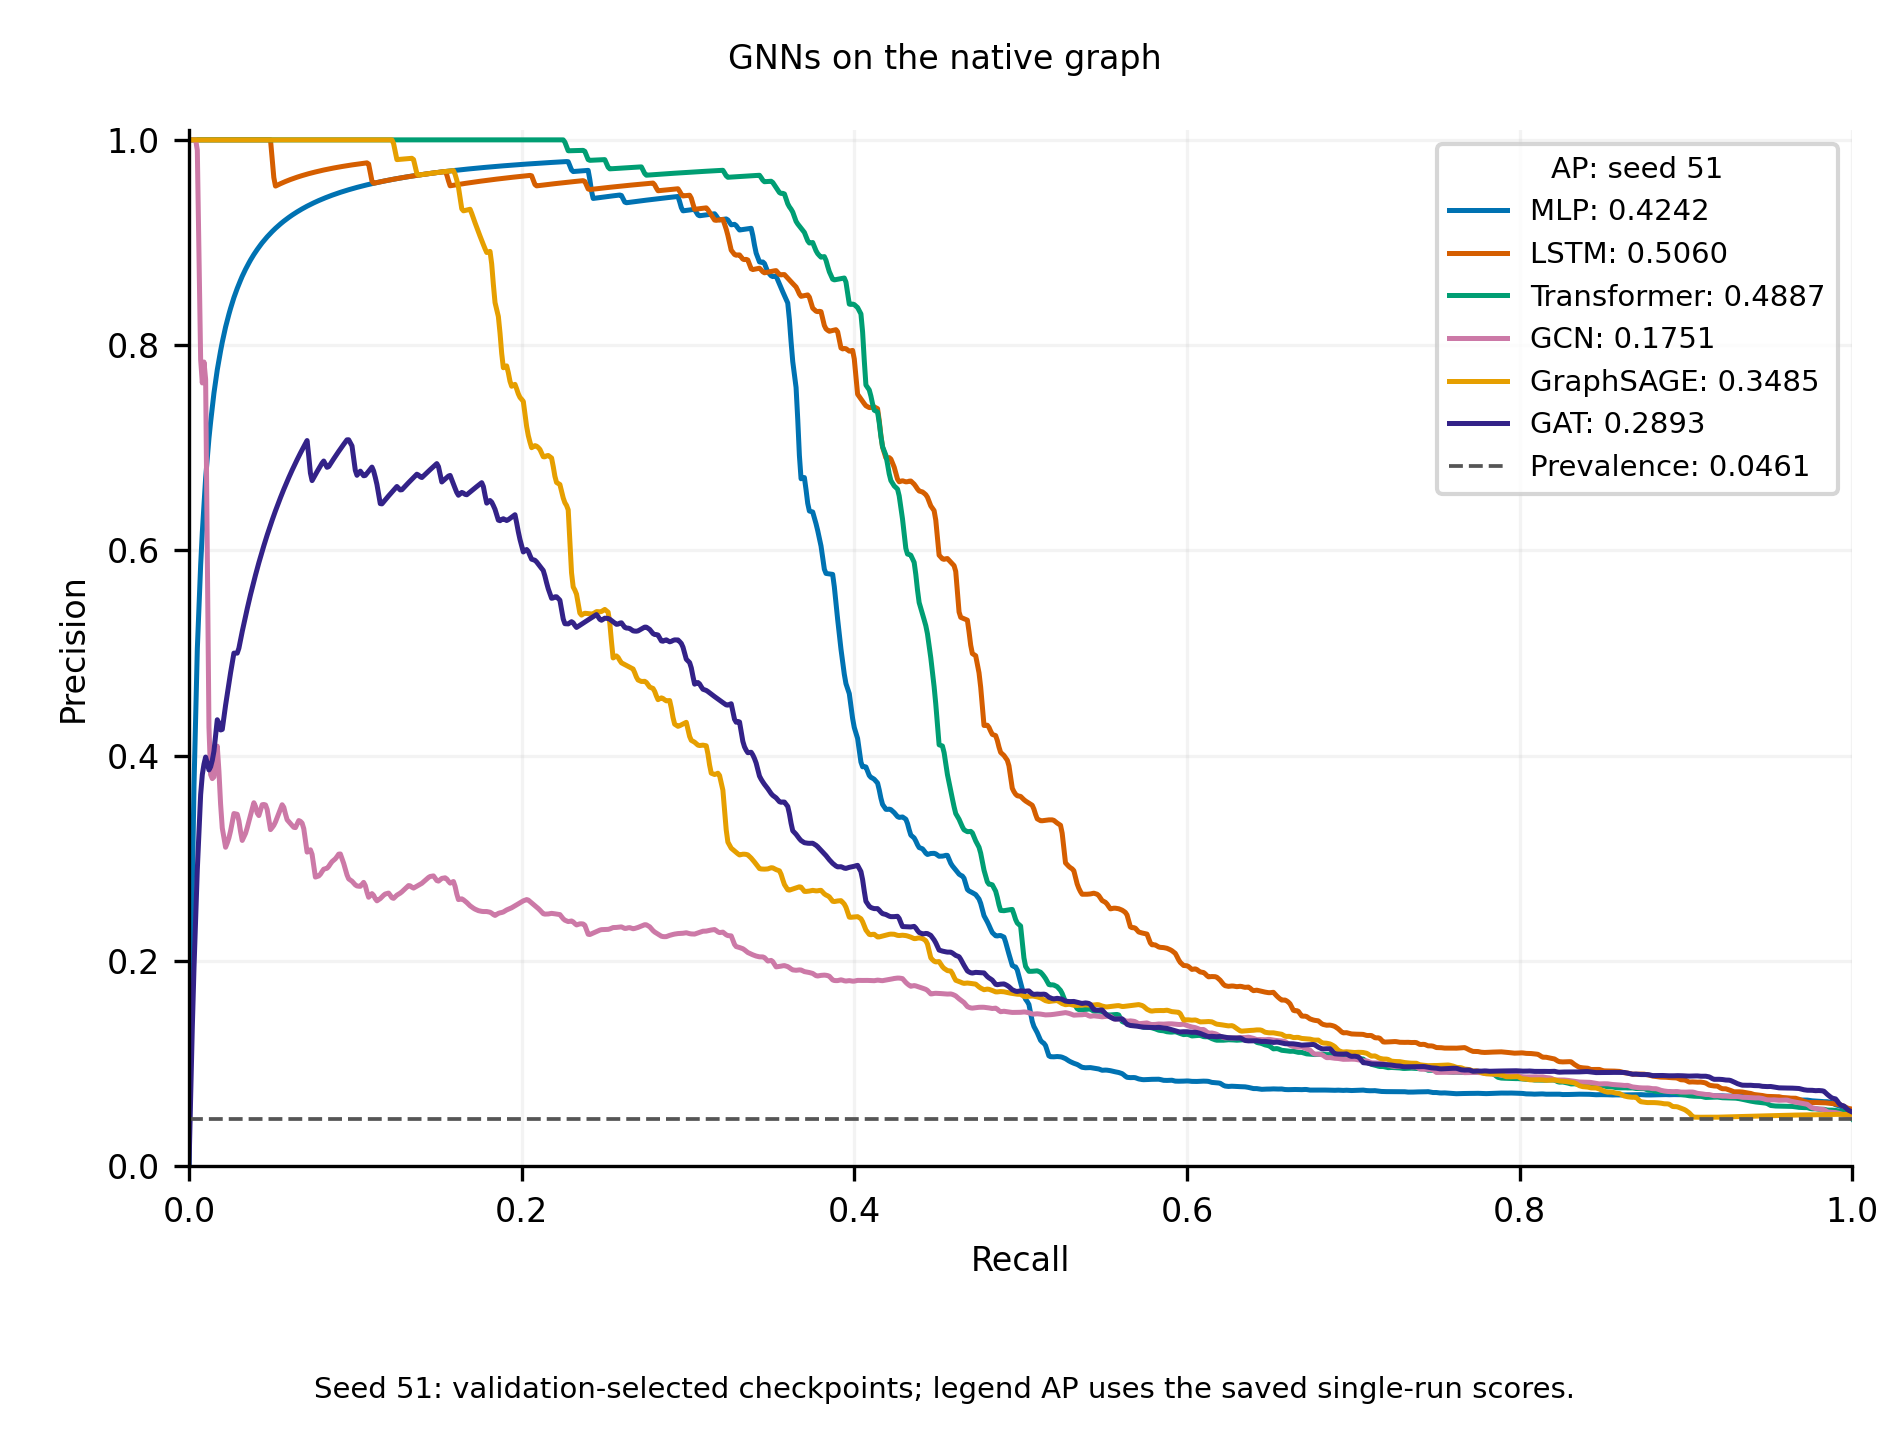 GNNs on the native graph
1.0
0.8
0.6
0.4
0.2
0.0
Precision
AP: seed 51
MLP: 0.4242
LSTM: 0.5060
Transformer: 0.4887
GCN: 0.1751
GraphSAGE: 0.3485
GAT: 0.2893
Prevalence: 0.0461
0.0 0.2 0.4 0.6 0.8 1.0
Recall
Seed 51: validation-selected checkpoints; legend AP uses the saved single-run scores.